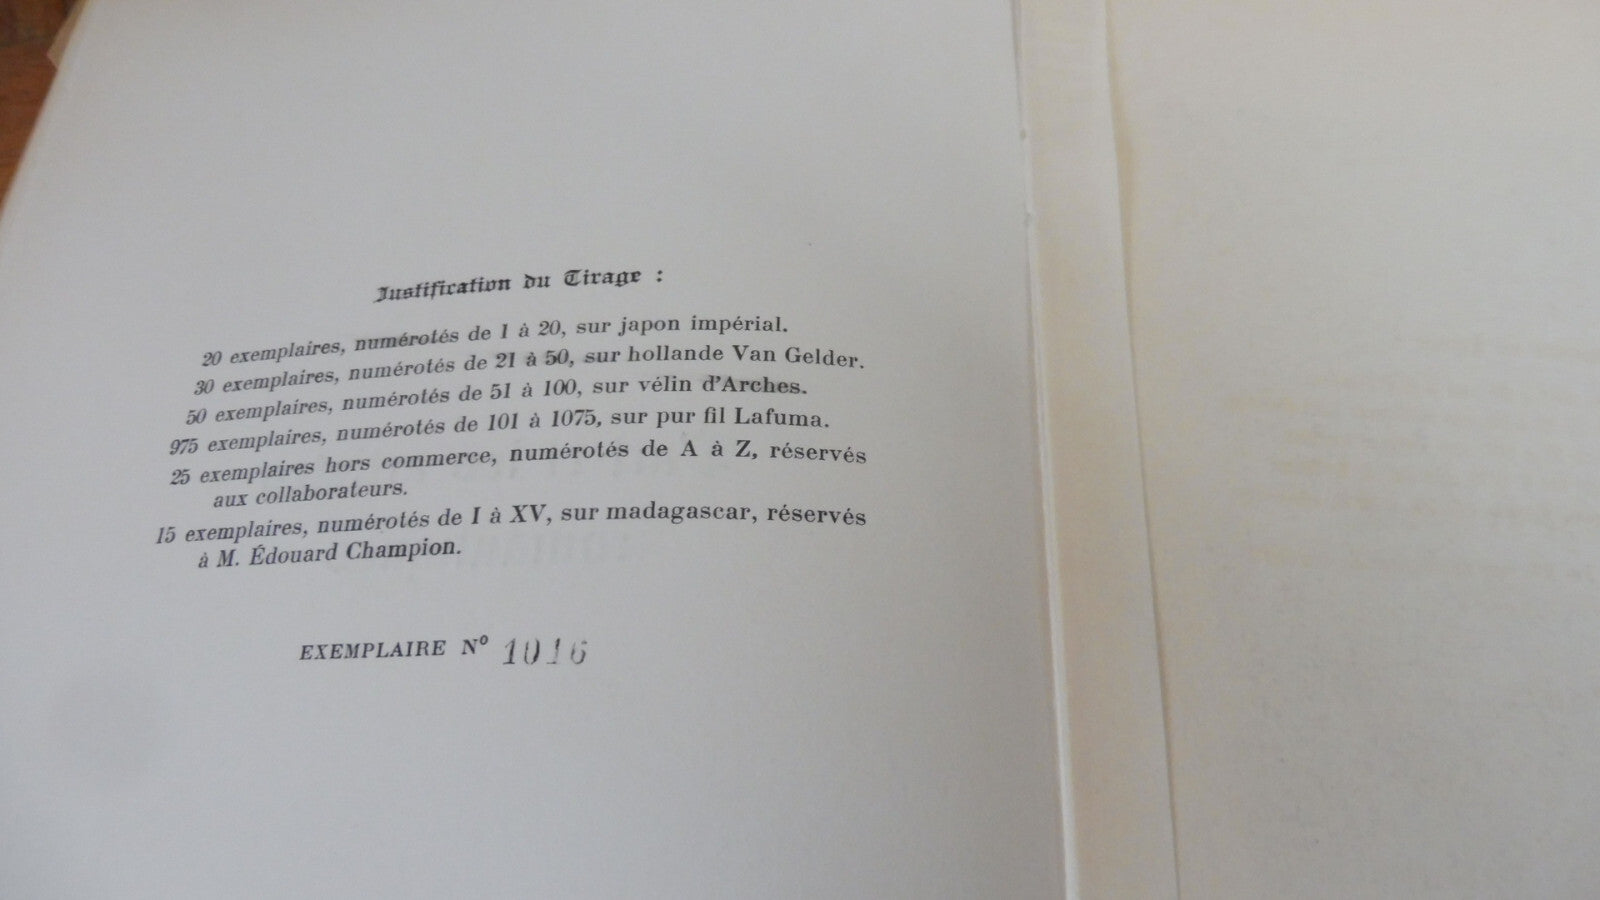 Justification du Tirage :
20 exemplaires, numérotés de 1 à 20, sur japon impérial.
30 exemplaires, numérotés de 21 à 50, sur hollande Van Gelder.
50 exemplaires, numérotés de 51 à 100, sur vélin d'Arches.
975 exemplaires, numérotés de 101 à 1075, sur pur fil Lafuma.
25 exemplaires hors commerce, numérotés de A à Z, réservés
aux collaborateurs.
15 exemplaires, numérotés de I à XV, sur madagascar, réservés
à M. Édouard Champion.
EXEMPLAIRE Nº 1016